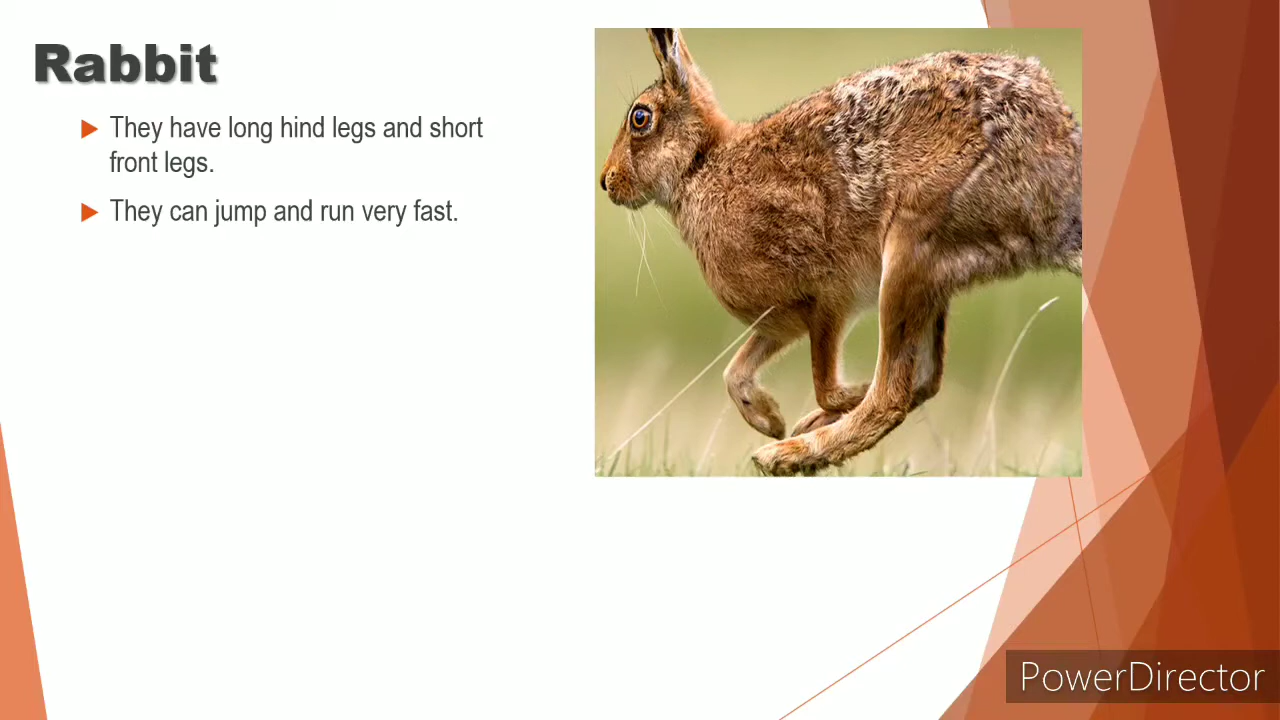 Rabbit
They have long hind legs and short
front legs.
They can jump and run very fast.
PowerDirector